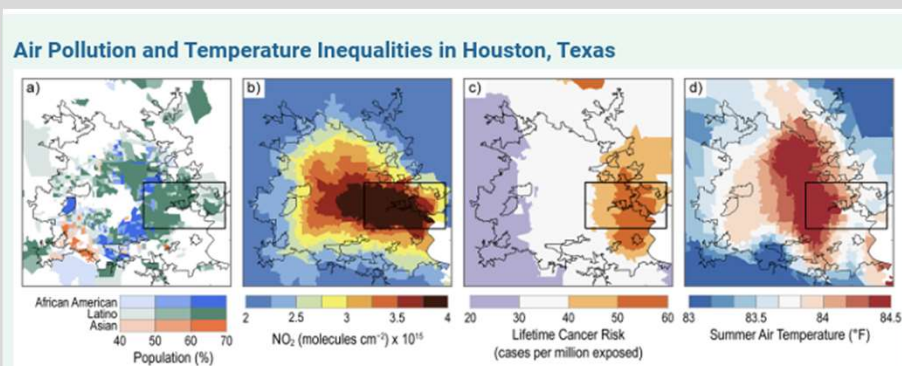 Air Pollution and Temperature Inequalities in Houston, Texas
a) b) c) d)
African American
Latino
Asian
40 50 60 70
Population (%)
2 2.5 3 3.5 4
NO₂ (molecules cm⁻²) x 10¹⁵
20 30 40 50 60
Lifetime Cancer Risk
(cases per million exposed)
83 83.5 84 84.5
Summer Air Temperature (°F)